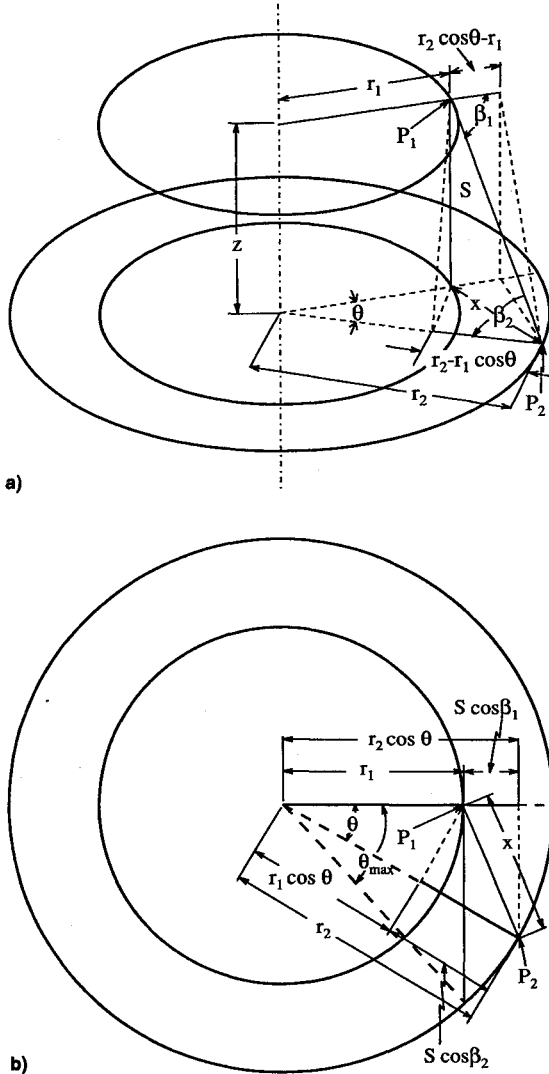 r₂ cosθ-r₁
r₁
P₁
β₁
S
z
θ
x
β₂
r₂-r₁ cosθ
r₂
P₂
a)
S cosβ₁
r₂ cos θ
r₁
θ
P₁
x
θmax
r₁ cos θ
r₂
P₂
S cosβ₂
b)